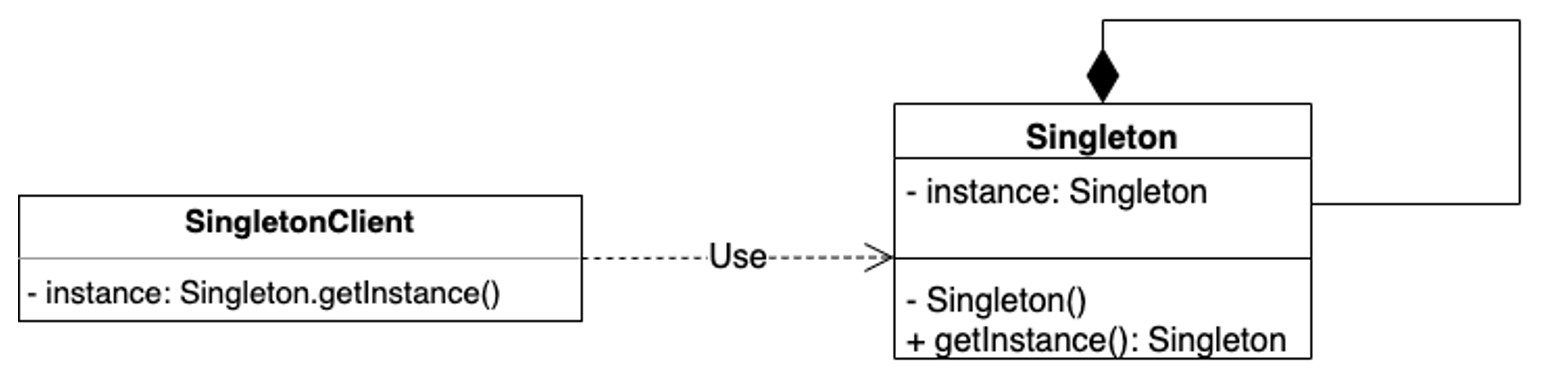 SingletonClient
- instance: Singleton.getInstance()
Use
Singleton
- instance: Singleton
- Singleton()
+ getInstance(): Singleton